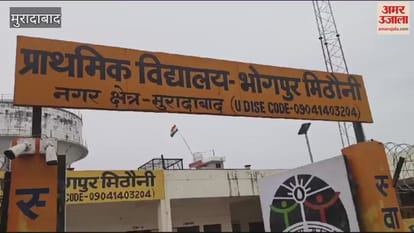 मुरादाबाद
अमर उजाला
amarujala.com
प्राथमिक विद्यालय-भोगपुर मिठौनी
नगर क्षेत्र-मुरादाबाद (U DISE CODE-09041403204)
गपुर मिठौनी
CODE-09041403204)
स्व
स्वा